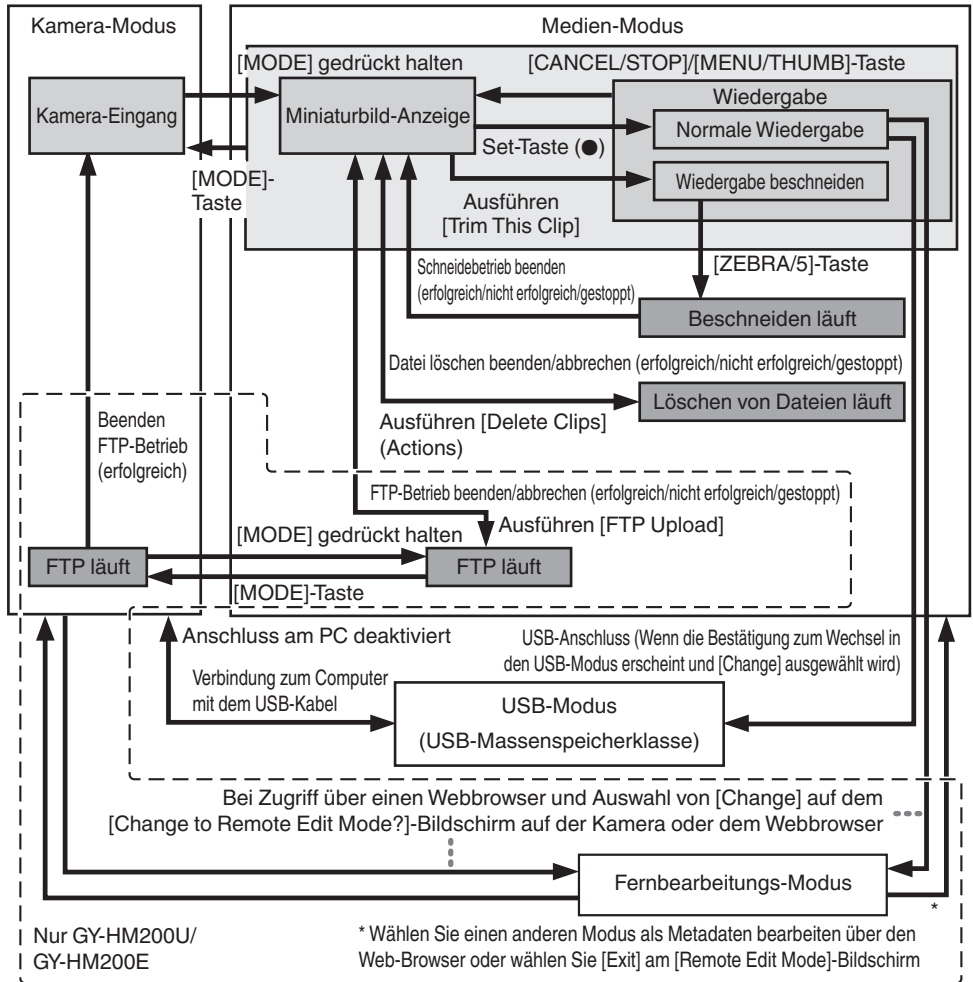 Kamera-Modus
Medien-Modus
[MODE] gedrückt halten
[CANCEL/STOP]/[MENU/THUMB]-Taste
Kamera-Eingang
Miniaturbild-Anzeige
Wiedergabe
Normale Wiedergabe
Set-Taste (●)
Wiedergabe beschneiden
[MODE]-
Taste
Ausführen
[Trim This Clip]
[ZEBRA/5]-Taste
Schneidebetrieb beenden
(erfolgreich/nicht erfolgreich/gestoppt)
Beschneiden läuft
Datei löschen beenden/abbrechen (erfolgreich/nicht erfolgreich/gestoppt)
Löschen von Dateien läuft
Ausführen [Delete Clips]
(Actions)
Beenden
FTP-Betrieb
(erfolgreich)
FTP-Betrieb beenden/abbrechen (erfolgreich/nicht erfolgreich/gestoppt)
Ausführen [FTP Upload]
[MODE] gedrückt halten
FTP läuft
FTP läuft
[MODE]-Taste
Anschluss am PC deaktiviert
USB-Anschluss (Wenn die Bestätigung zum Wechsel in
den USB-Modus erscheint und [Change] ausgewählt wird)
Verbindung zum Computer
mit dem USB-Kabel
USB-Modus
(USB-Massenspeicherklasse)
Bei Zugriff über einen Webbrowser und Auswahl von [Change] auf dem
[Change to Remote Edit Mode?]-Bildschirm auf der Kamera oder dem Webbrowser
Fernbearbeitungs-Modus
*
Nur GY-HM200U/
GY-HM200E
* Wählen Sie einen anderen Modus als Metadaten bearbeiten über den
Web-Browser oder wählen Sie [Exit] am [Remote Edit Mode]-Bildschirm